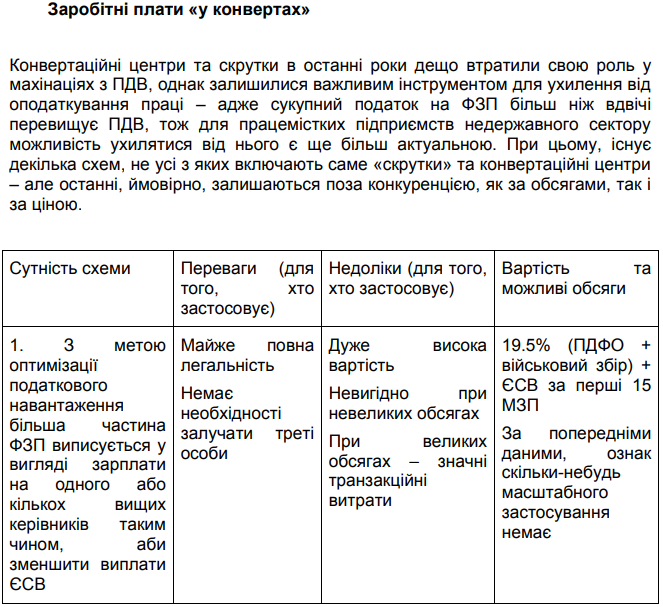 Заробітні плати «у конвертах»
Конвертаційні центри та скрутки в останні роки дещо втратили свою роль у
махінаціях з ПДВ, однак залишилися важливим інструментом для ухилення від
оподаткування праці – адже сукупний податок на ФЗП більш ніж вдвічі
перевищує ПДВ, тож для працемістких підприємств недержавного сектору
можливість ухилятися від нього є ще більш актуальною. При цьому, існує
декілька схем, не усі з яких включають саме «скрутки» та конвертаційні центри
– але останні, ймовірно, залишаються поза конкуренцією, як за обсягами, так і
за ціною.
Сутність схеми
Переваги (для
того, хто
застосовує)
Недоліки (для того,
хто застосовує)
Вартість та
можливі обсяги
1. З метою
оптимізації
податкового
навантаження
більша частина
ФЗП виписується у
вигляді зарплати
на одного або
кількох вищих
керівників таким
чином, аби
зменшити виплати
ЄСВ
Майже повна
легальність
Немає
необхідності
залучати треті
особи
Дуже висока
вартість
Невигідно при
невеликих обсягах
При великих
обсягах – значні
транзакційні
витрати
19.5% (ПДФО +
військовий збір) +
ЄСВ за перші 15
МЗП
За попередніми
даними, ознак
скільки-небудь
масштабного
застосування
немає